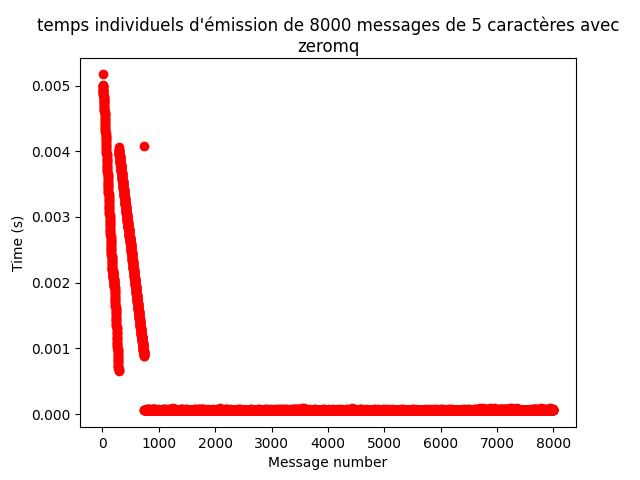 temps individuels d'émission de 8000 messages de 5 caractères avec
zeromq
0.005
0.004
0.003
0.002
0.001
0.000
Time (s)
0 1000 2000 3000 4000 5000 6000 7000 8000
Message number